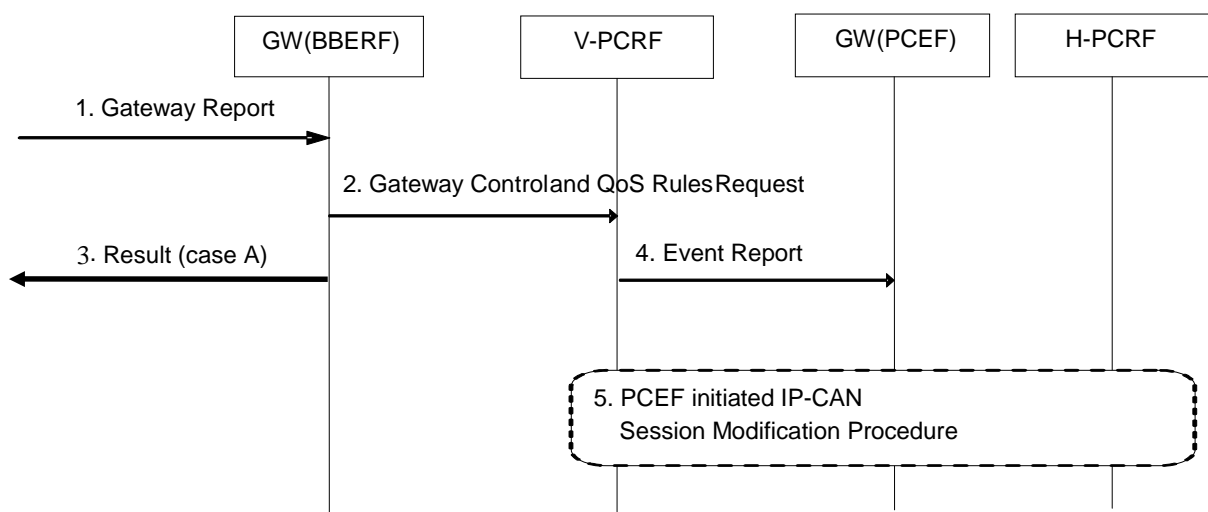 GW(BBERF)
V-PCRF
GW(PCEF)
H-PCRF
1. Gateway Report
2. Gateway Controland QoS RulesRequest
3. Result (case A)
4. Event Report
5. PCEF initiated IP-CAN
Session Modification Procedure